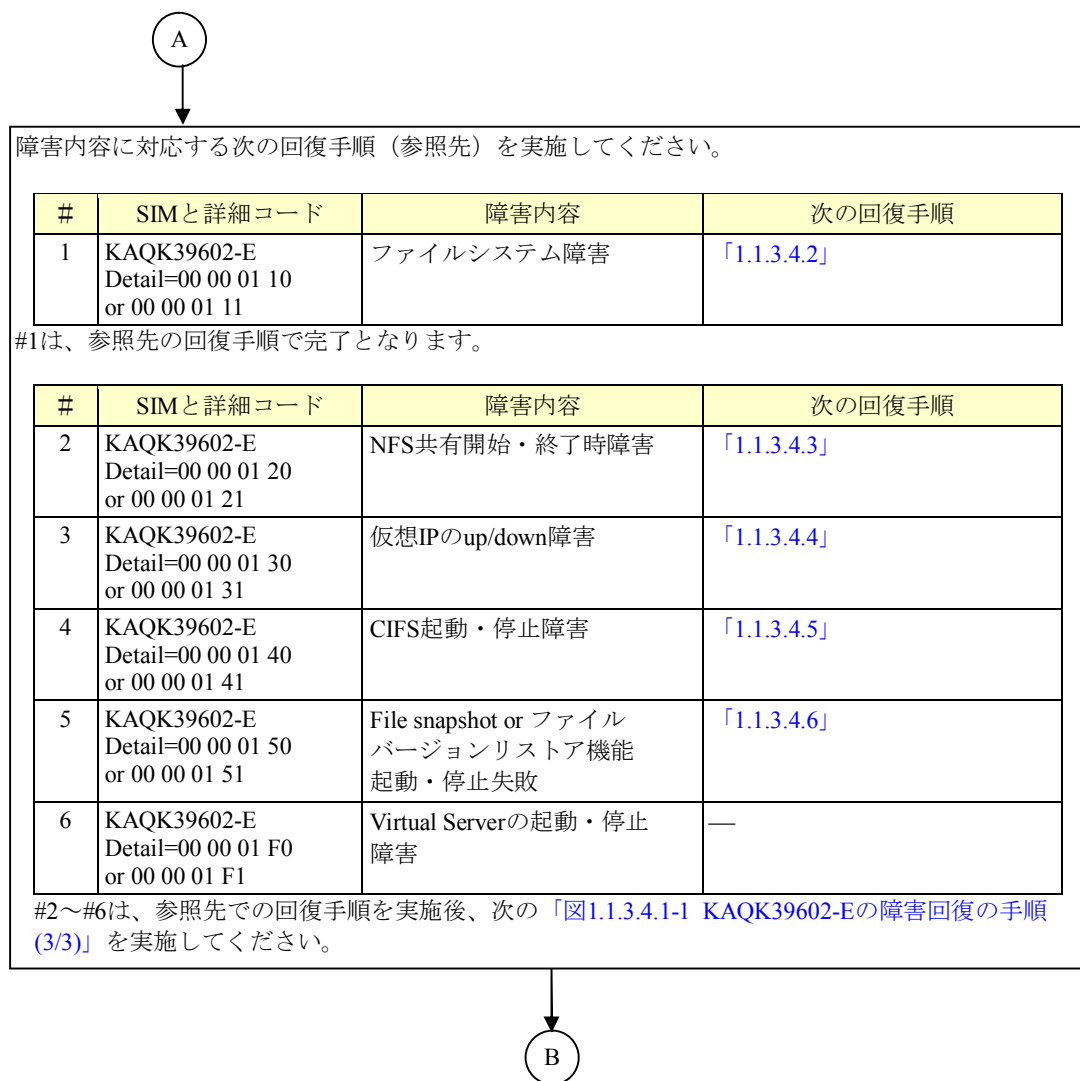 A
障害内容に対応する次の回復手順（参照先）を実施してください。
# SIMと詳細コード 障害内容 次の回復手順
1 KAQK39602-E ファイルシステム障害 「1.1.3.4.2」
Detail=00 00 01 10
or 00 00 01 11
#1は、参照先の回復手順で完了となります。
# SIMと詳細コード 障害内容 次の回復手順
2 KAQK39602-E NFS共有開始・終了時障害 「1.1.3.4.3」
Detail=00 00 01 20
or 00 00 01 21
3 KAQK39602-E 仮想IPのup/down障害 「1.1.3.4.4」
Detail=00 00 01 30
or 00 00 01 31
4 KAQK39602-E CIFS起動・停止障害 「1.1.3.4.5」
Detail=00 00 01 40
or 00 00 01 41
5 KAQK39602-E File snapshot or ファイル 「1.1.3.4.6」
Detail=00 00 01 50 バージョンリストア機能
or 00 00 01 51 起動・停止失敗
6 KAQK39602-E Virtual Serverの起動・停止 —
Detail=00 00 01 F0 障害
or 00 00 01 F1
#2～#6は、参照先での回復手順を実施後、次の「図1.1.3.4.1-1 KAQK39602-Eの障害回復の手順
(3/3)」を実施してください。
B